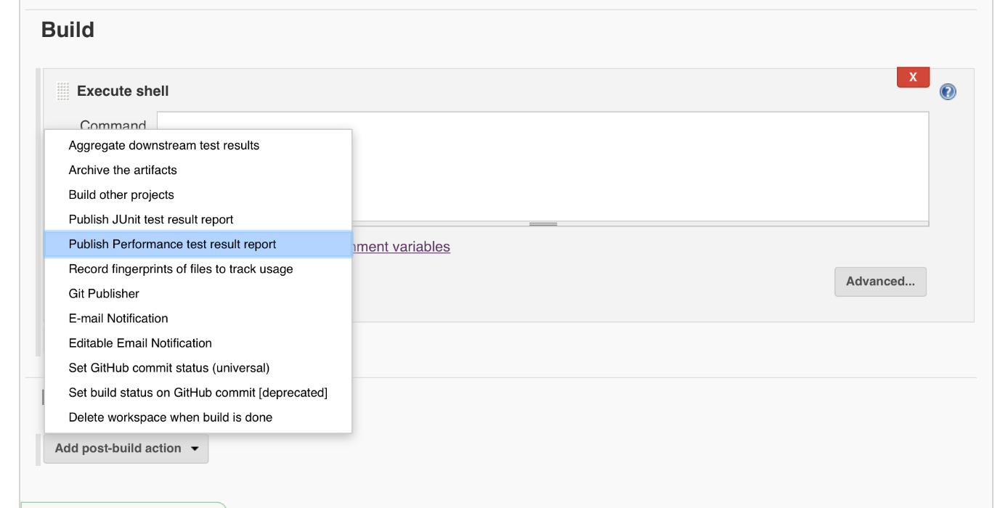 Build
X
Execute shell
Command
Aggregate downstream test results
Archive the artifacts
Build other projects
Publish JUnit test result report
Publish Performance test result report
nment variables
Record fingerprints of files to track usage
Advanced...
Git Publisher
E-mail Notification
Editable Email Notification
Set GitHub commit status (universal)
Set build status on GitHub commit [deprecated]
Delete workspace when build is done
Add post-build action